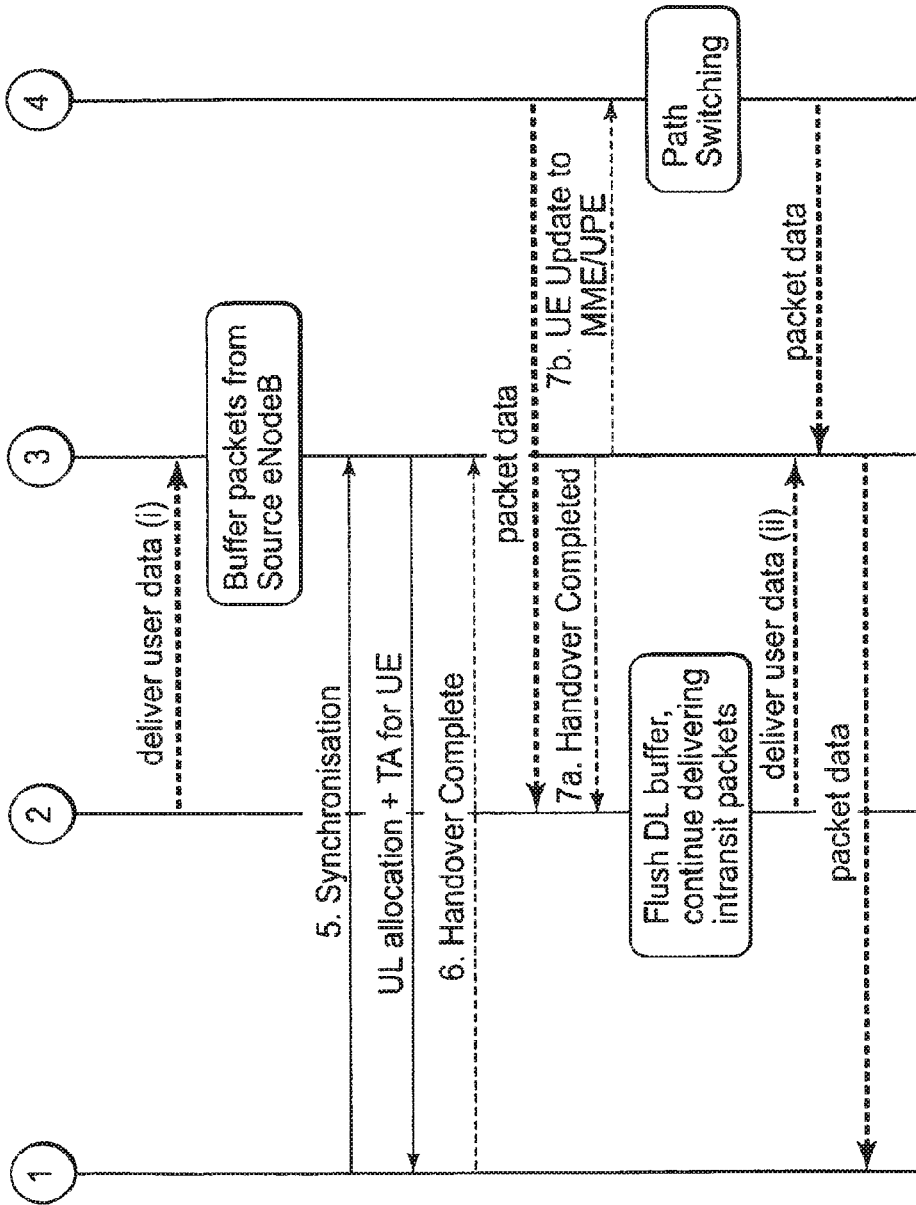 1
2
3
4
deliver user data (i)
Buffer packets from
Source eNodeB
5. Synchronisation
UL allocation + TA for UE
6. Handover Complete
packet data
7a. Handover Completed
7b. UE Update to
MME/UPE
Flush DL buffer,
continue delivering
intransit packets
Path
Switching
deliver user data (ii)
packet data
packet data